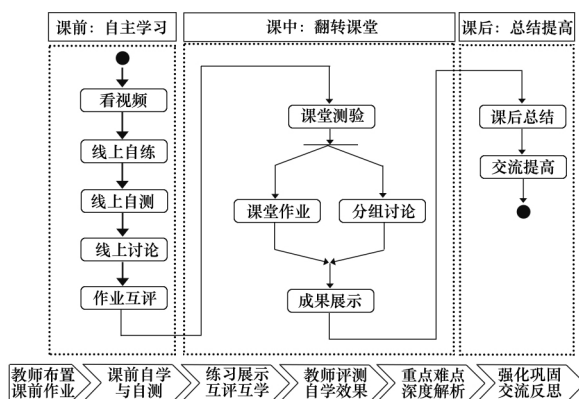 课前：自主学习
课中：翻转课堂
课后：总结提高
看视频
线上自练
线上自测
线上讨论
作业互评
课堂测验
课堂作业
分组讨论
成果展示
课后总结
交流提高
教师布置
课前作业
课前自学
与自测
练习展示
互评互学
教师评测
自学效果
重点难点
深度解析
强化巩固
交流反思